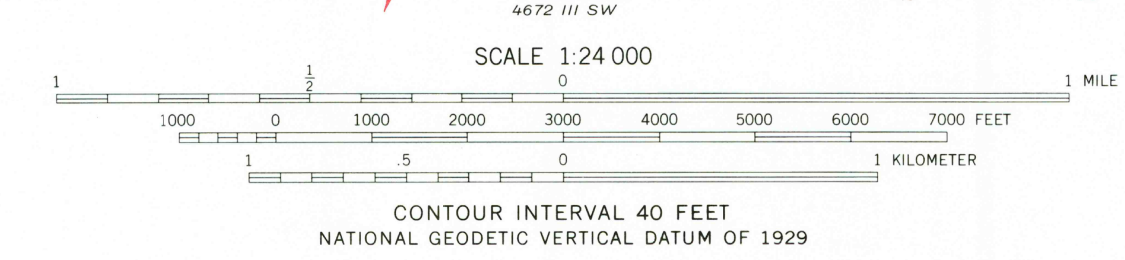 4672 III SW
SCALE 1:24 000
1 1/2 0 1 MILE
1000 0 1000 2000 3000 4000 5000 6000 7000 FEET
1 .5 0 1 KILOMETER
CONTOUR INTERVAL 40 FEET
NATIONAL GEODETIC VERTICAL DATUM OF 1929